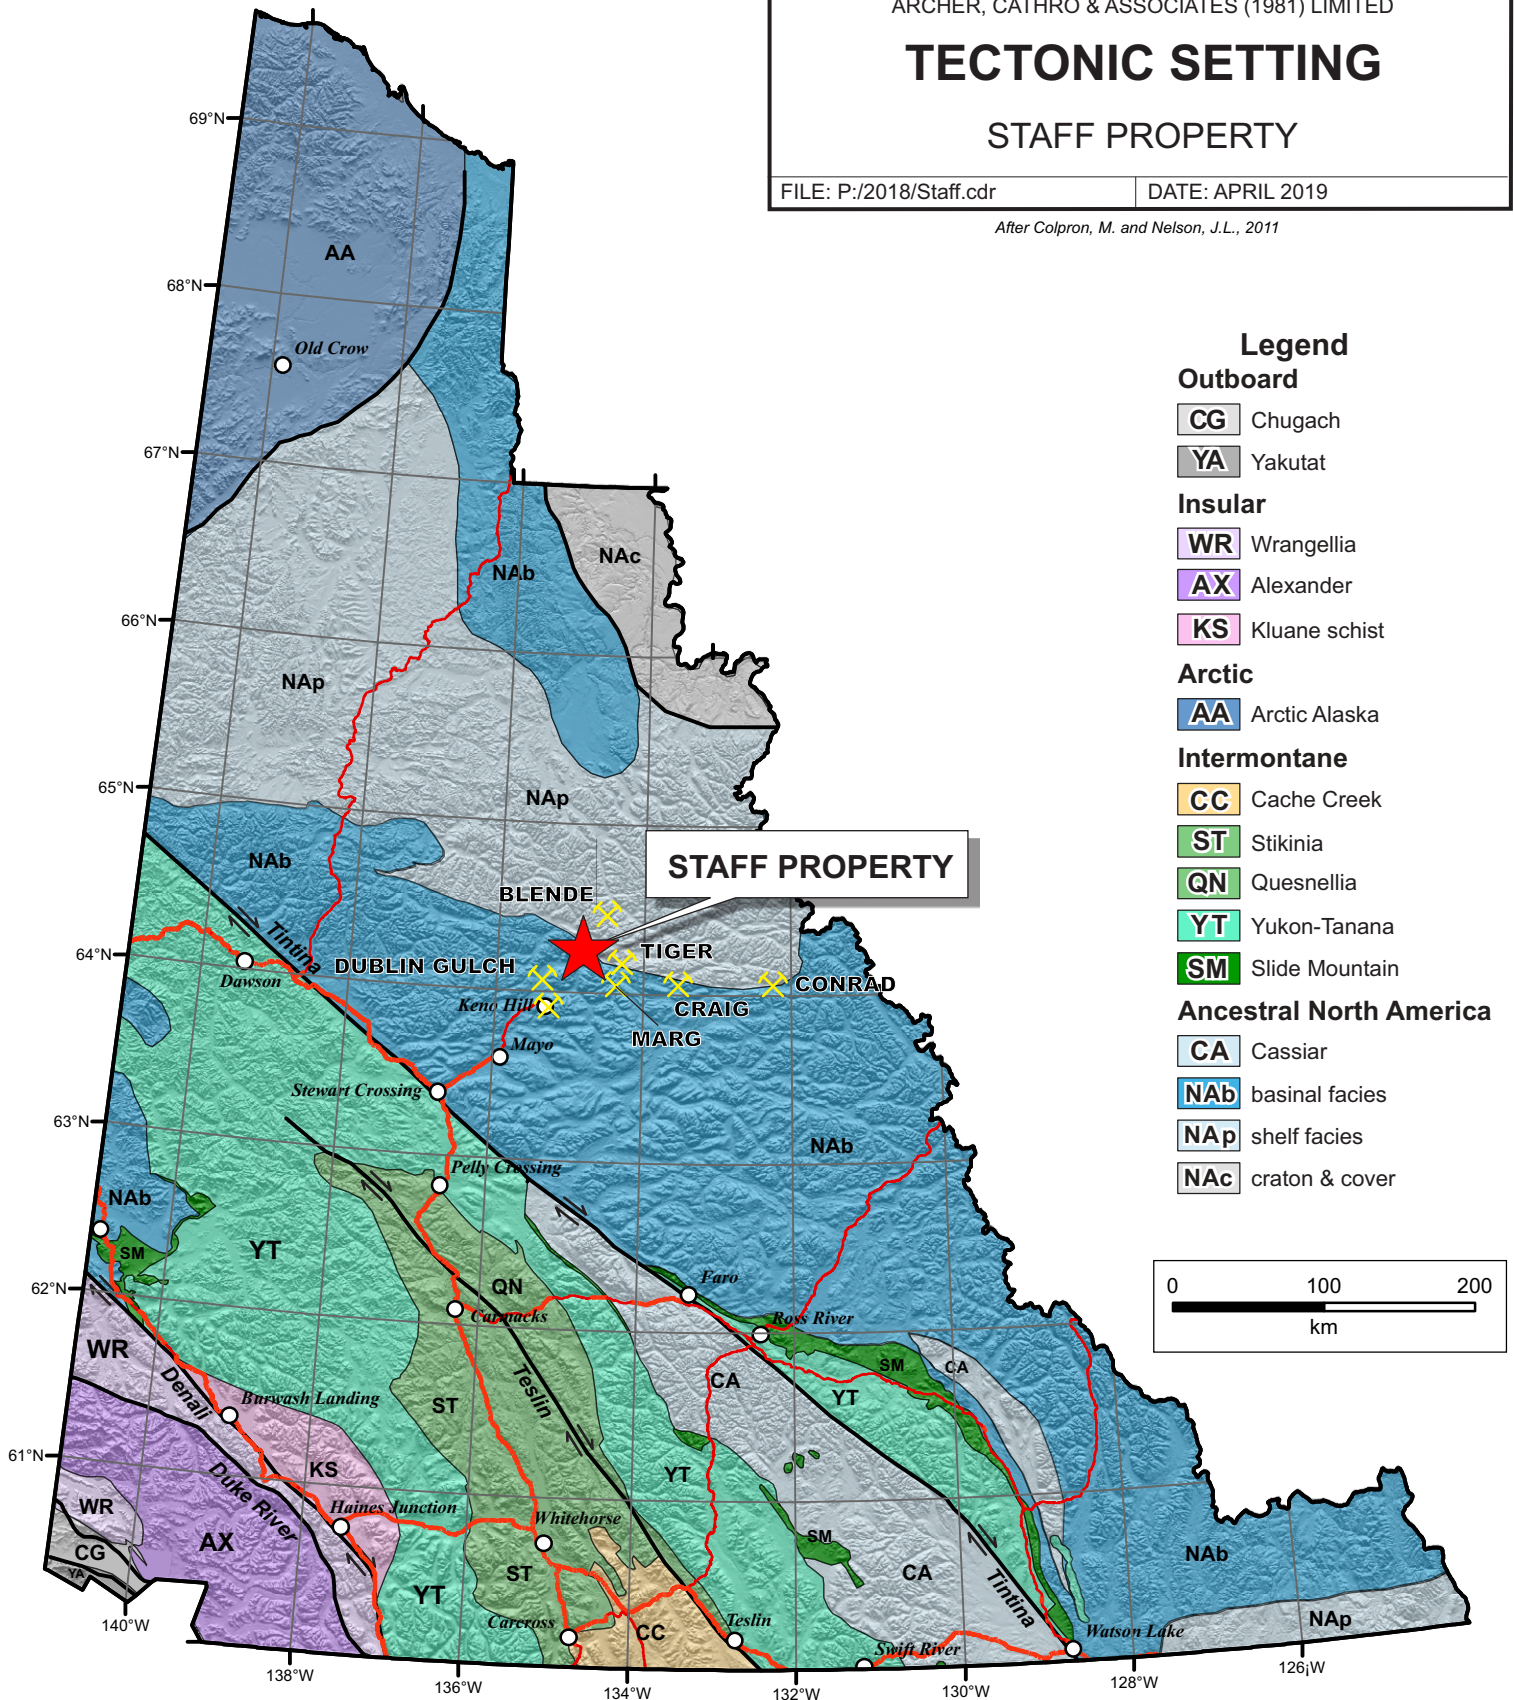 ARCHER, CATHRO & ASSOCIATES (1981) LIMITED
TECTONIC SETTING
STAFF PROPERTY
FILE: P:/2018/Staff.cdr
DATE: APRIL 2019
After Colpron, M. and Nelson, J.L., 2011
Legend
Outboard
CG Chugach
YA Yakutat
Insular
WR Wrangellia
AX Alexander
KS Kluane schist
Arctic
AA Arctic Alaska
Intermontane
CC Cache Creek
ST Stikinia
QN Quesnellia
YT Yukon-Tanana
SM Slide Mountain
Ancestral North America
CA Cassiar
NAb basinal facies
NAp shelf facies
NAc craton & cover
0 100 200
km
69°N
68°N
67°N
66°N
65°N
64°N
63°N
62°N
61°N
140°W
138°W
136°W
134°W
132°W
130°W
128°W
126°W
AA
Old Crow
NAc
NAb
NAp
NAp
NAb
STAFF PROPERTY
BLENDE
TIGER
DUBLIN GULCH
CONRAD
CRAIG
MARG
Tintina
Dawson
Keno Hill
Mayo
Stewart Crossing
NAb
Pelly Crossing
NAb
YT
SM
QN
Faro
Carmacks
Ross River
WR
SM
CA
CA
YT
Denali
Burwash Landing
Teslin
ST
KS
YT
Duke River
WR
Haines Junction
Whitehorse
SM
AX
CG
YA
NAb
ST
CA
YT
Tintina
Carcross
CC
Teslin
Swift River
Watson Lake
NAp